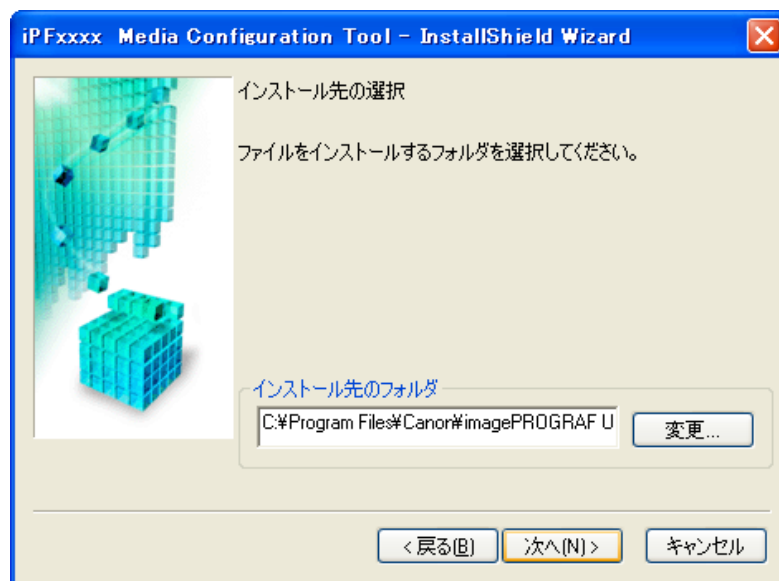 iPFxxxx Media Configuration Tool - InstallShield Wizard
インストール先の選択
ファイルをインストールするフォルダを選択してください。
インストール先のフォルダ
C:¥Program Files¥Canon¥imagePROGRAF U
変更...
< 戻る(B)
次へ(N) >
キャンセル